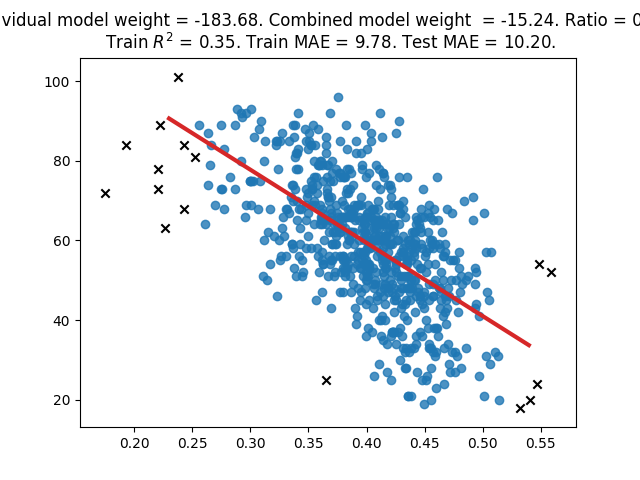 vidual model weight = -183.68. Combined model weight = -15.24. Ratio = 0
Train R² = 0.35. Train MAE = 9.78. Test MAE = 10.20.
100
80
60
40
20
0.20 0.25 0.30 0.35 0.40 0.45 0.50 0.55